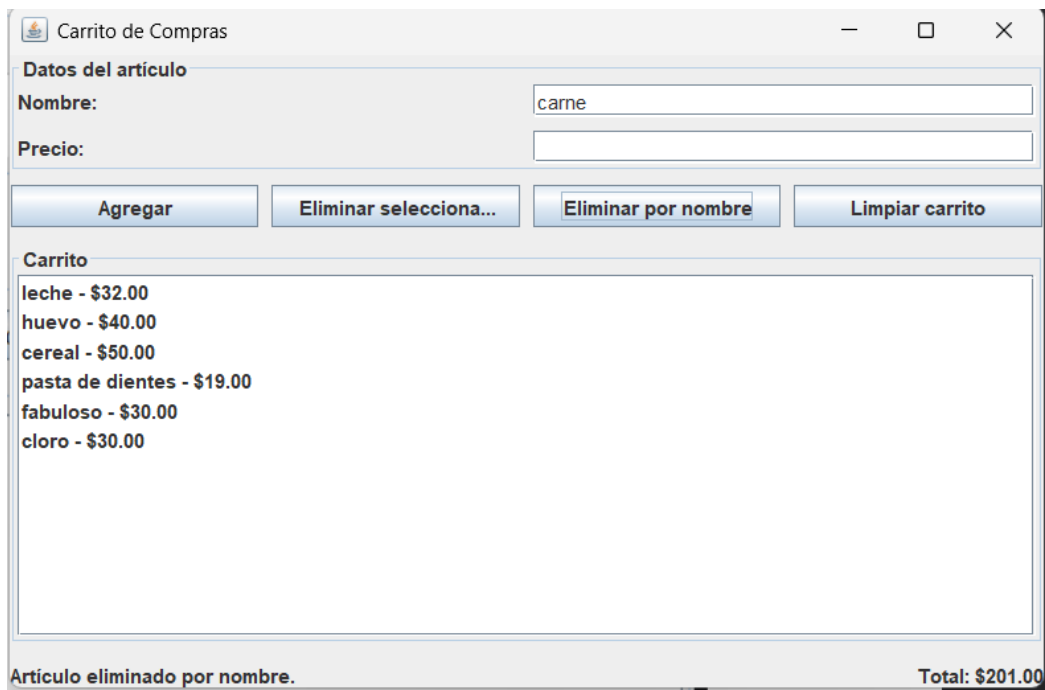 Carrito de Compras
Datos del artículo
Nombre: carne
Precio:
Agregar Eliminar selecciona... Eliminar por nombre Limpiar carrito
Carrito
leche - $32.00
huevo - $40.00
cereal - $50.00
pasta de dientes - $19.00
fabuloso - $30.00
cloro - $30.00
Artículo eliminado por nombre. Total: $201.00